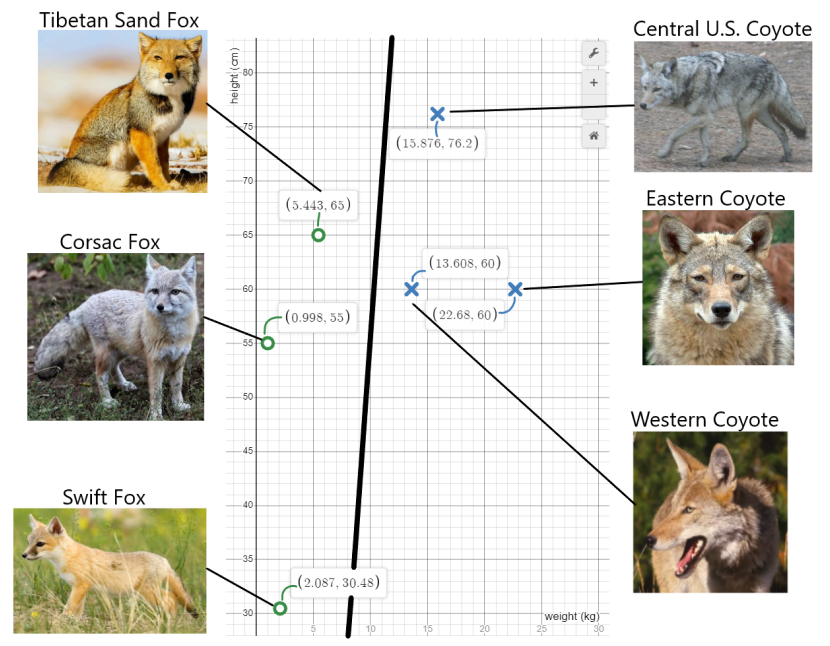 Tibetan Sand Fox
Central U.S. Coyote
height (cm)
80
75
(15.876, 76.2)
70
Eastern Coyote
(5.443, 65)
65
Corsac Fox
(13.608, 60)
60
(22.68, 60)
(0.998, 55)
55
50
Western Coyote
45
Swift Fox
40
35
(2.087, 30.48)
30
weight (kg)
5
10
15
20
25
30